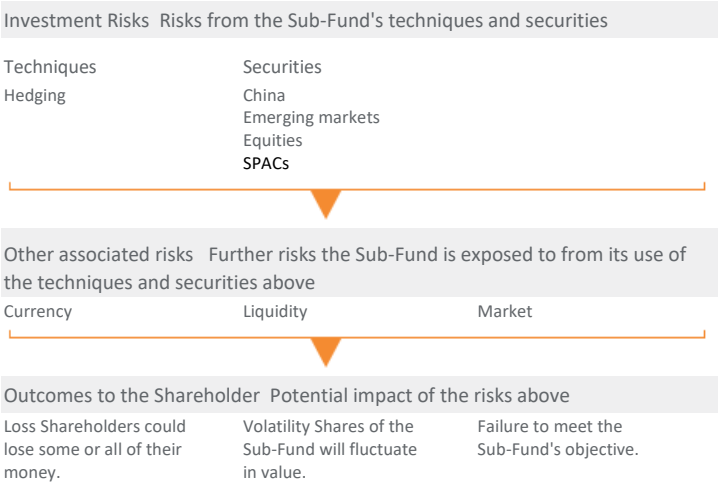 Investment Risks Risks from the Sub-Fund's techniques and securities
Techniques
Hedging
Securities
China
Emerging markets
Equities
SPACs
Other associated risks Further risks the Sub-Fund is exposed to from its use of
the techniques and securities above
Currency
Liquidity
Market
Outcomes to the Shareholder Potential impact of the risks above
Loss Shareholders could
lose some or all of their
money.
Volatility Shares of the
Sub-Fund will fluctuate
in value.
Failure to meet the
Sub-Fund's objective.